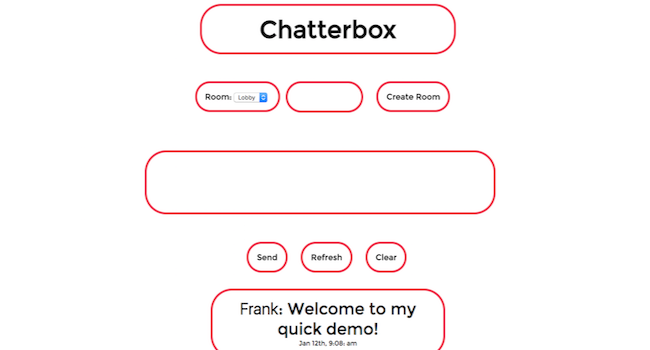 Chatterbox
Room: Lobby
Create Room
Send Refresh Clear
Frank: Welcome to my
quick demo!
Jan 12th, 9:08: am